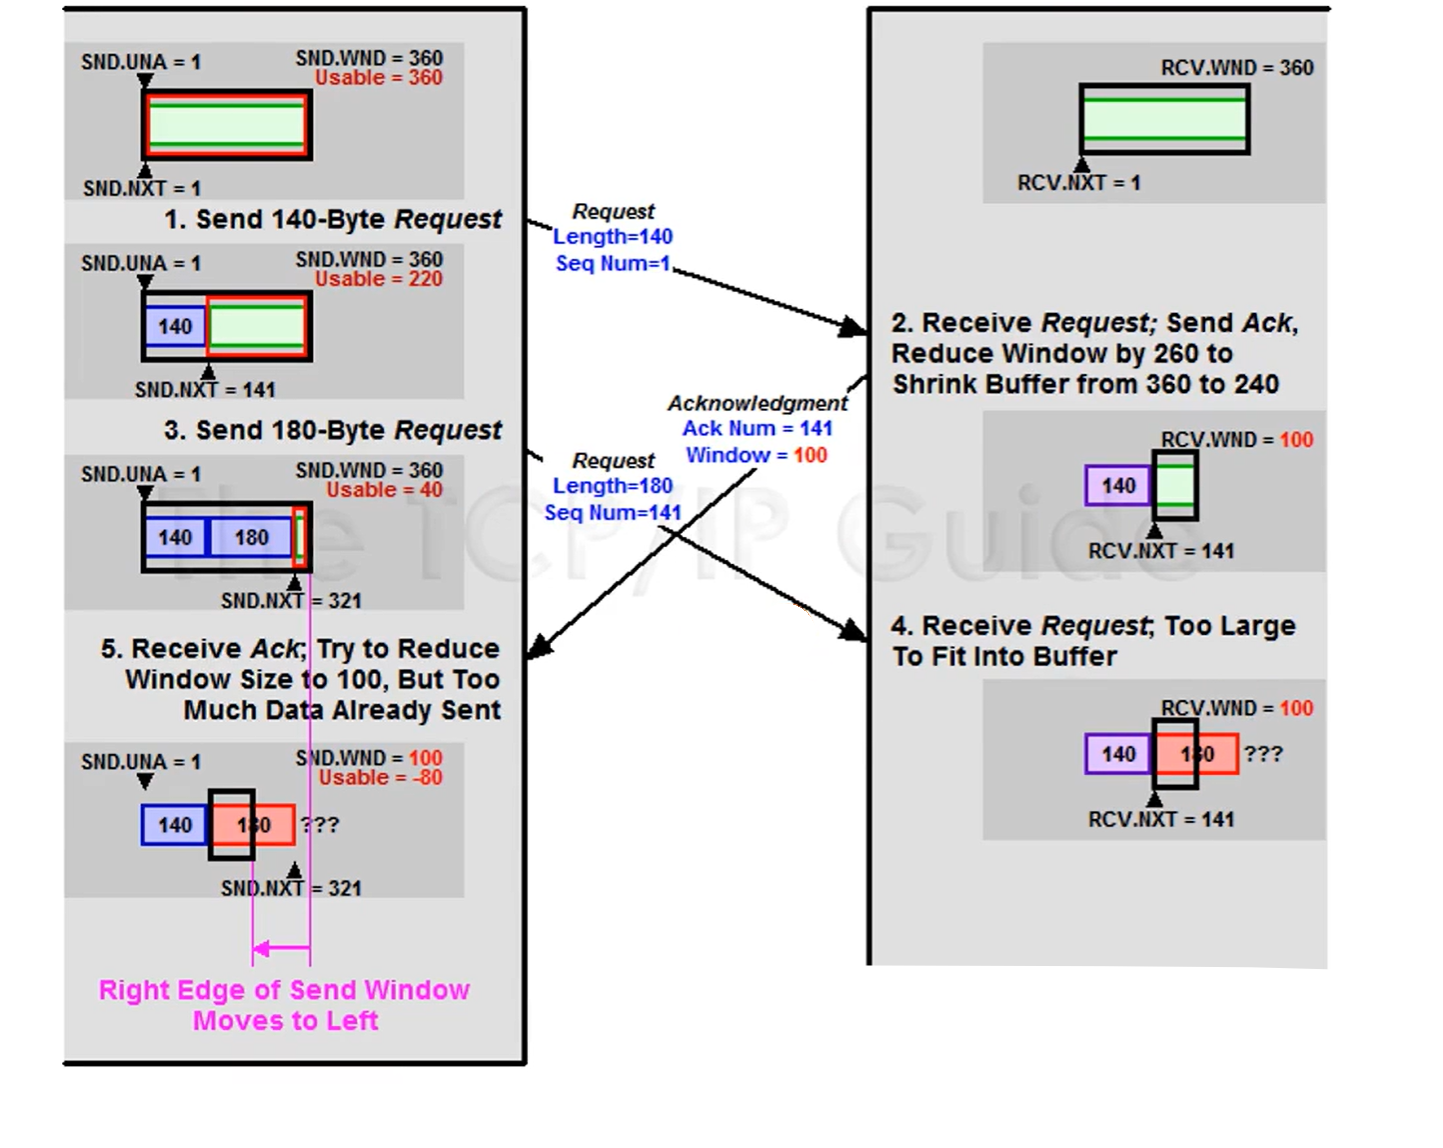 SND.UNA = 1
SND.WND = 360
Usable = 360
SND.NXT = 1
1. Send 140-Byte Request
SND.UNA = 1
SND.WND = 360
Usable = 220
140
SND.NXT = 141
3. Send 180-Byte Request
SND.UNA = 1
SND.WND = 360
Usable = 40
140
180
SND.NXT = 321
5. Receive Ack; Try to Reduce
Window Size to 100, But Too
Much Data Already Sent
SND.UNA = 1
SND.WND = 100
Usable = -80
140
180
???
SND.NXT = 321
Right Edge of Send Window
Moves to Left
Request
Length=140
Seq Num=1
Acknowledgment
Ack Num = 141
Window = 100
Request
Length=180
Seq Num=141
The TCP/IP Guide
RCV.WND = 360
RCV.NXT = 1
2. Receive Request; Send Ack,
Reduce Window by 260 to
Shrink Buffer from 360 to 240
RCV.WND = 100
140
RCV.NXT = 141
4. Receive Request; Too Large
To Fit Into Buffer
RCV.WND = 100
140
180
???
RCV.NXT = 141